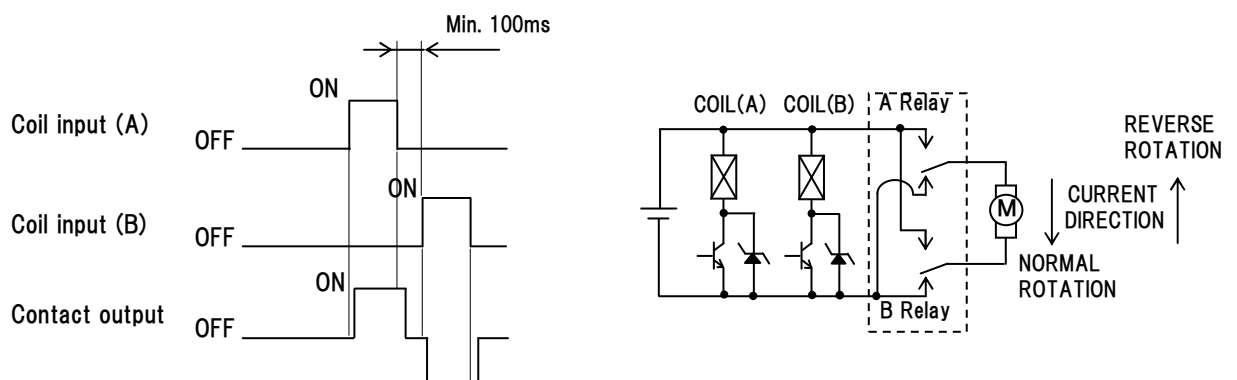 Min. 100ms
ON
Coil input (A)
OFF
ON
Coil input (B)
OFF
ON
Contact output
OFF
COIL(A)
COIL(B)
A Relay
REVERSE
ROTATION
M
CURRENT
DIRECTION
NORMAL
ROTATION
B Relay